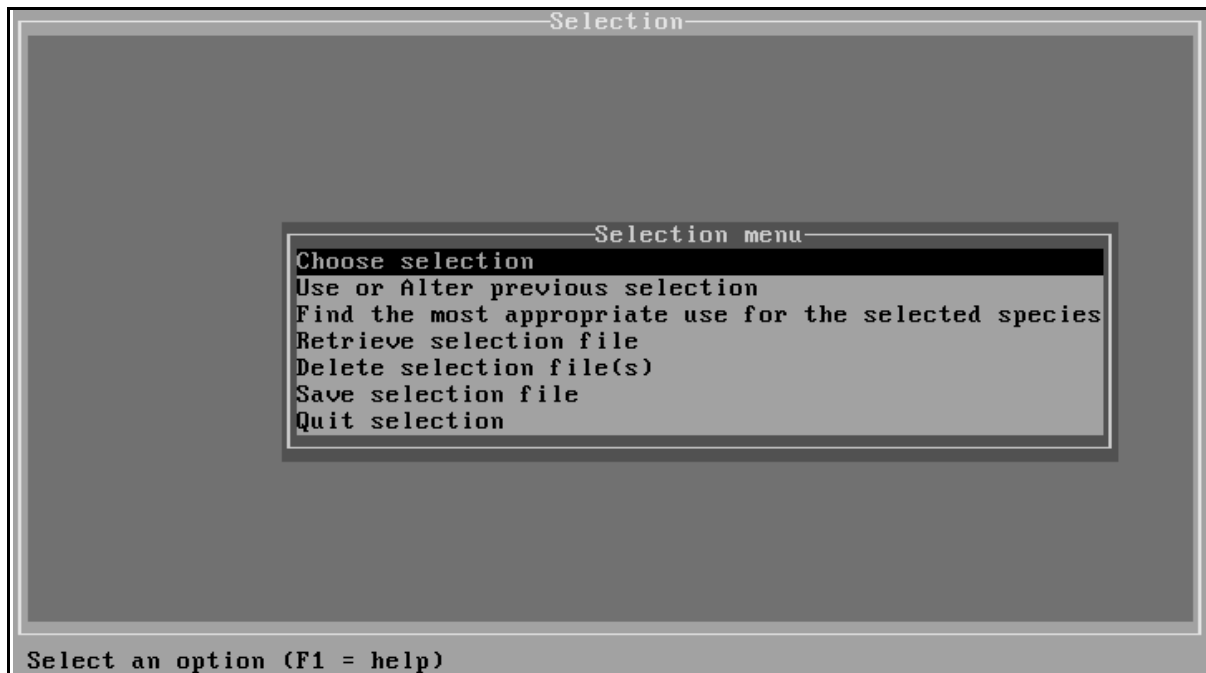 Selection
Selection menu
Choose selection
Use or Alter previous selection
Find the most appropriate use for the selected species
Retrieve selection file
Delete selection file(s)
Save selection file
Quit selection
Select an option (F1 = help)